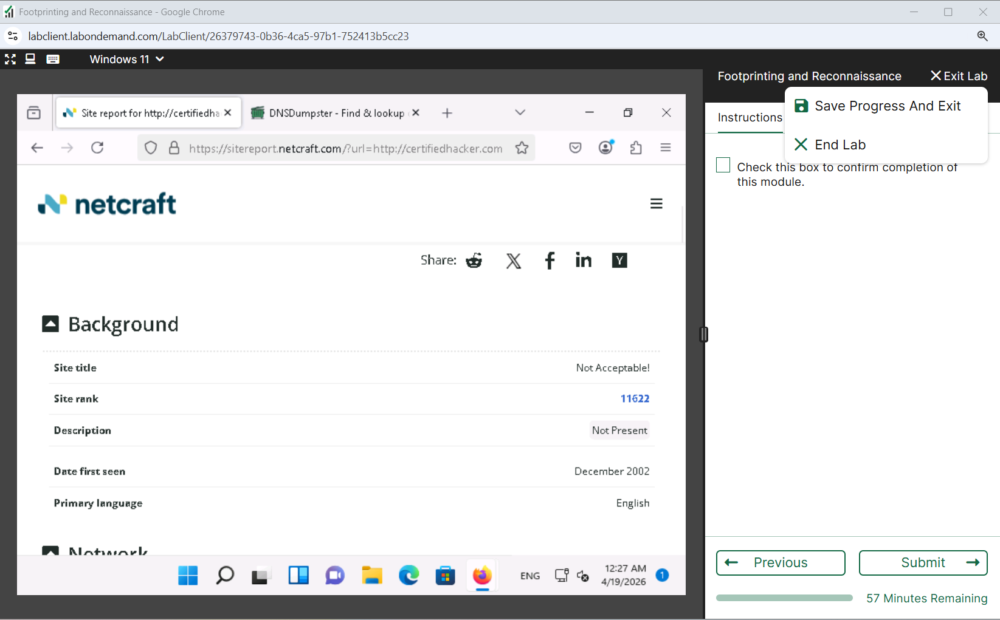 Footprinting and Reconnaissance - Google Chrome
labclient.labondemand.com/LabClient/26379743-0b36-4ca5-97b1-752413b5cc23
Windows 11
Footprinting and Reconnaissance
Exit Lab
Save Progress And Exit
End Lab
Instructions
Check this box to confirm completion of
this module.
Site report for http://certifiedha
DNSDumpster - Find & lookup
https://sitereport.netcraft.com/?url=http://certifiedhacker.com
netcraft
Share:
Y
Background
Site title Not Acceptable!
Site rank 11622
Description Not Present
Date first seen December 2002
Primary language English
Network
ENG
12:27 AM
4/19/2026
1
Previous
Submit
57 Minutes Remaining